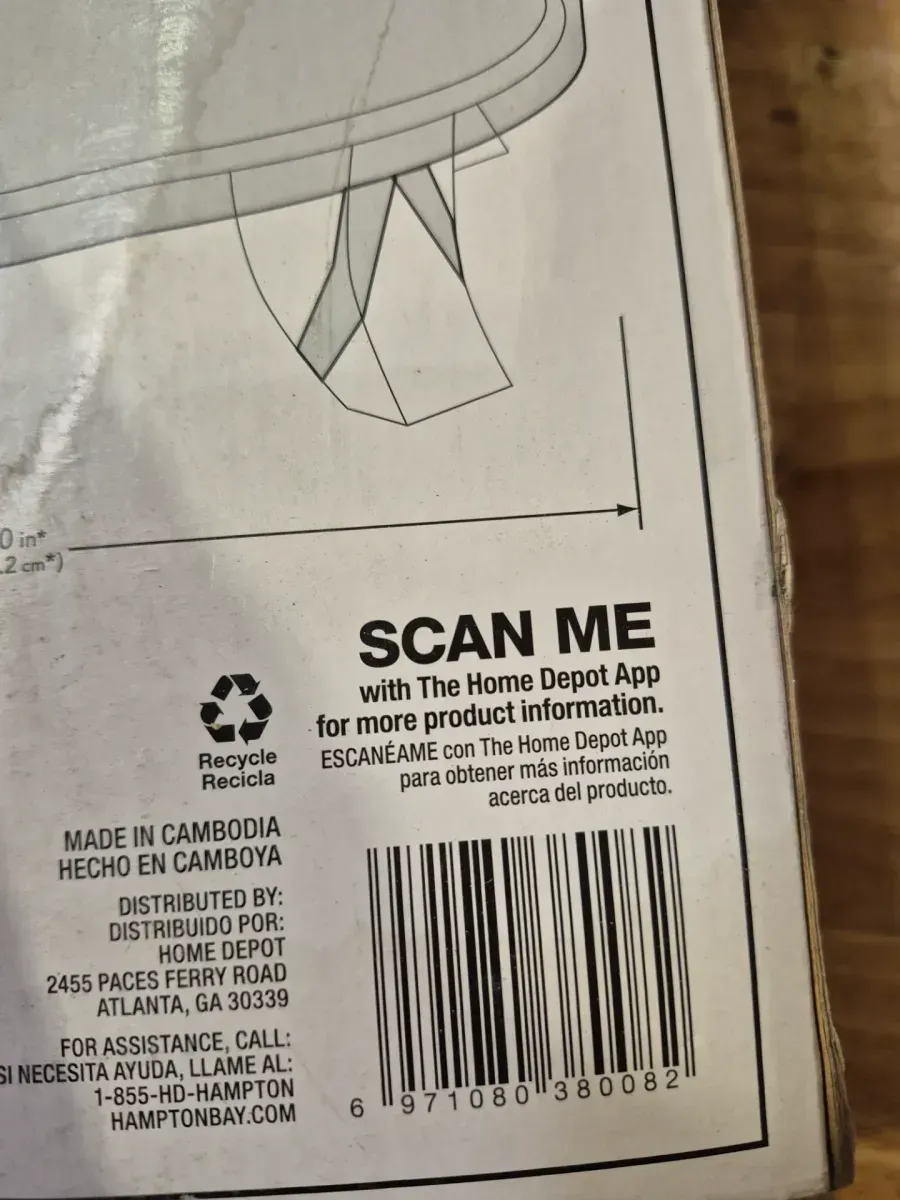 0 in*
.2 cm*)
SCAN ME
with The Home Depot App
for more product information.
ESCANÉAME con The Home Depot App
para obtener más información
acerca del producto.
Recycle
Recicla
MADE IN CAMBODIA
HECHO EN CAMBOYA
DISTRIBUTED BY:
DISTRIBUIDO POR:
HOME DEPOT
2455 PACES FERRY ROAD
ATLANTA, GA 30339
FOR ASSISTANCE, CALL:
SI NECESITA AYUDA, LLAME AL:
1-855-HD-HAMPTON
HAMPTONBAY.COM
6 971080 380082